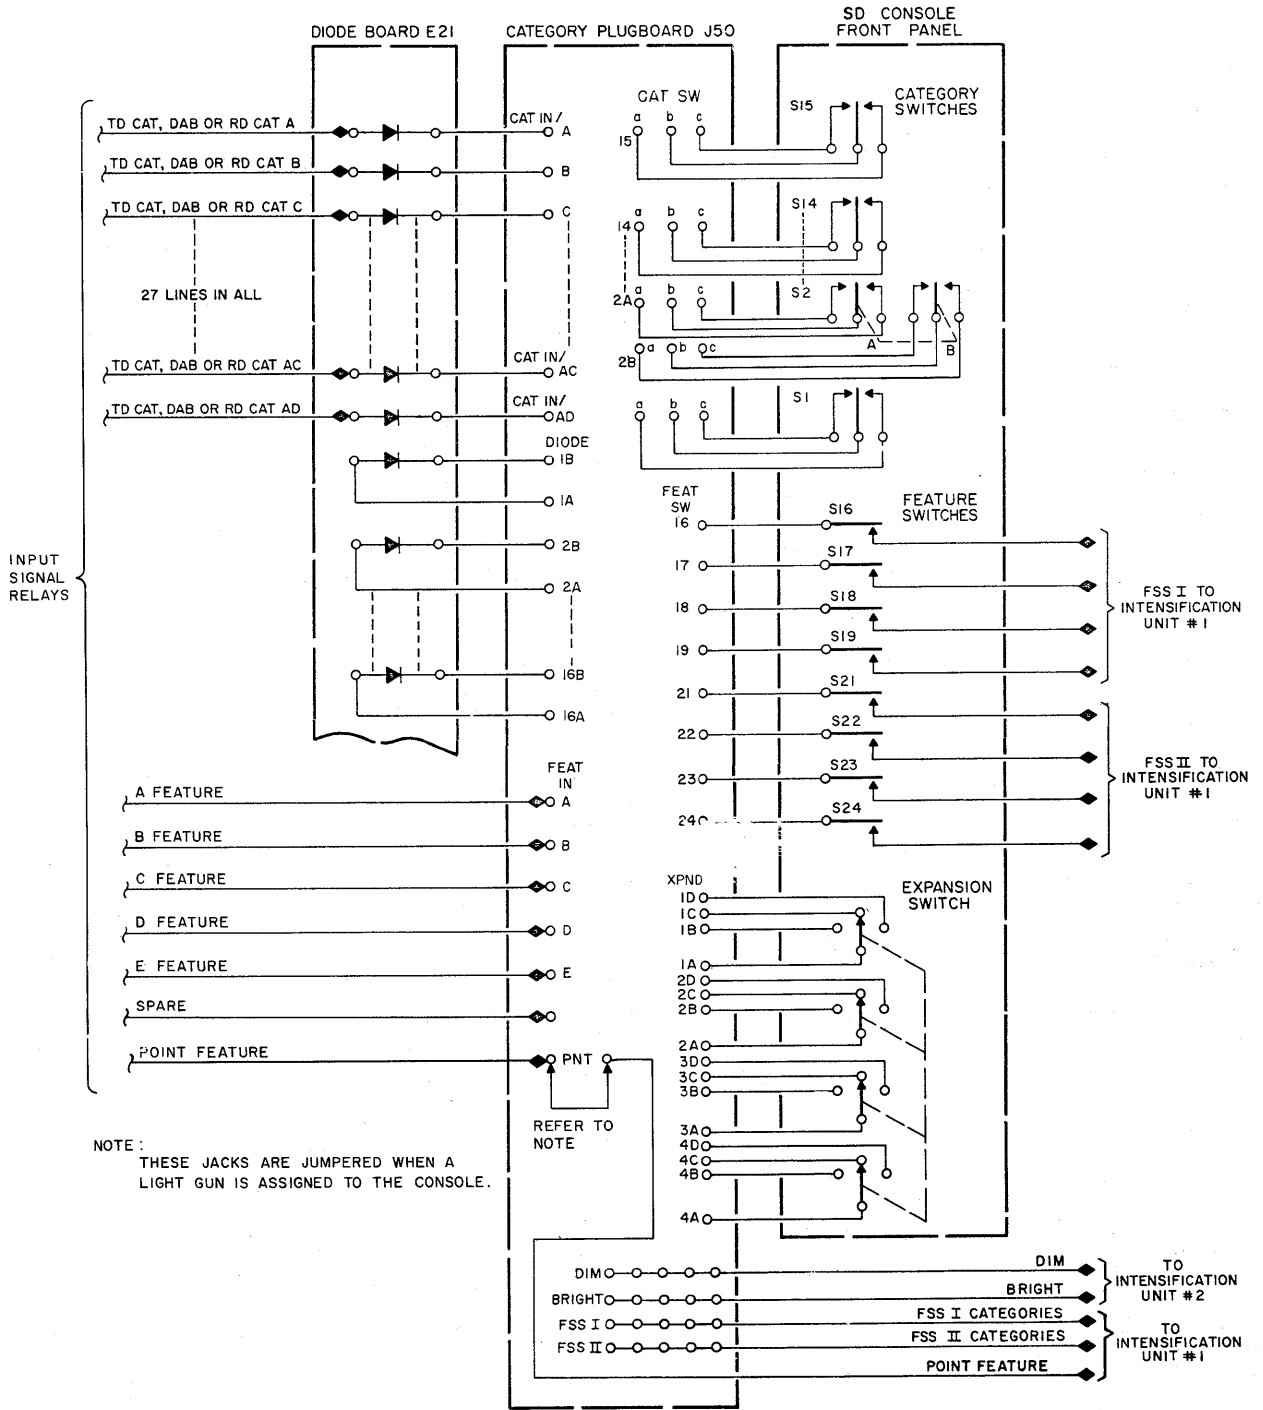 DIODE BOARD E21
CATEGORY PLUGBOARD J50
SD CONSOLE
FRONT PANEL
INPUT
SIGNAL
RELAYS
TD CAT, DAB OR RD CAT A
TD CAT, DAB OR RD CAT B
TD CAT, DAB OR RD CAT C
27 LINES IN ALL
TD CAT, DAB OR RD CAT AC
TD CAT, DAB OR RD CAT AD
CAT IN/
A
B
C
CAT IN/
AC
CAT IN/
AD
DIODE
1B
1A
2B
2A
16B
16A
CAT SW
a b c
15
a b c
14
a b c
2A
a b c
2B
a b c
CATEGORY
SWITCHES
S15
S14
S2
A B
S1
FEAT
SW
16
17
18
19
21
22
23
24
FEATURE
SWITCHES
S16
S17
S18
S19
S21
S22
S23
S24
FSS I TO
INTENSIFICATION
UNIT #1
FSS II TO
INTENSIFICATION
UNIT #1
A FEATURE
B FEATURE
C FEATURE
D FEATURE
E FEATURE
SPARE
POINT FEATURE
FEAT
IN
A
B
C
D
E
PNT
REFER TO
NOTE
NOTE:
THESE JACKS ARE JUMPERED WHEN A
LIGHT GUN IS ASSIGNED TO THE CONSOLE.
XPND
1D
1C
1B
1A
2D
2C
2B
2A
3D
3C
3B
3A
4D
4C
4B
4A
EXPANSION
SWITCH
DIM
BRIGHT
FSS I
FSS II
DIM
BRIGHT
FSS I CATEGORIES
FSS II CATEGORIES
POINT FEATURE
TO
INTENSIFICATION
UNIT #2
TO
INTENSIFICATION
UNIT #1